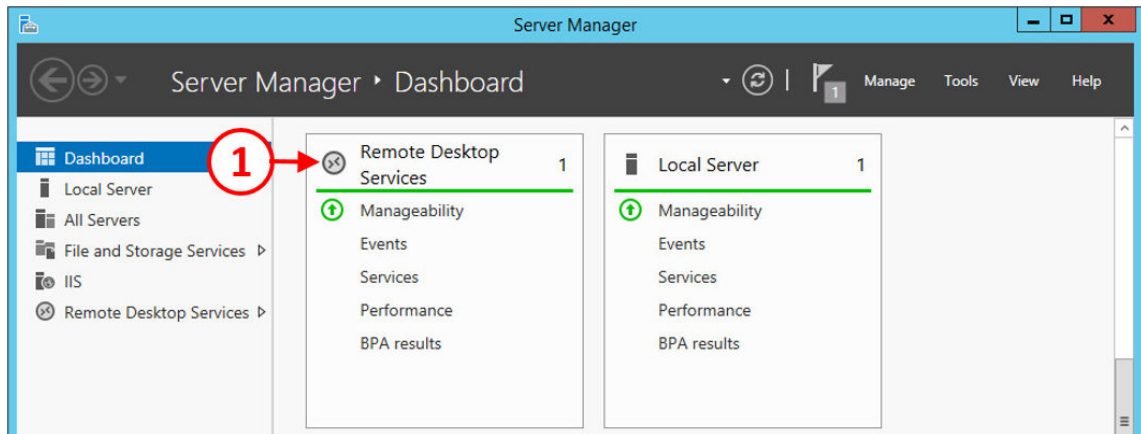 Server Manager
Server Manager ‣ Dashboard
1
Manage Tools View Help
Dashboard
Local Server
All Servers
File and Storage Services
IIS
Remote Desktop Services
1
Remote Desktop
Services
1
Manageability
Events
Services
Performance
BPA results
Local Server 1
Manageability
Events
Services
Performance
BPA results